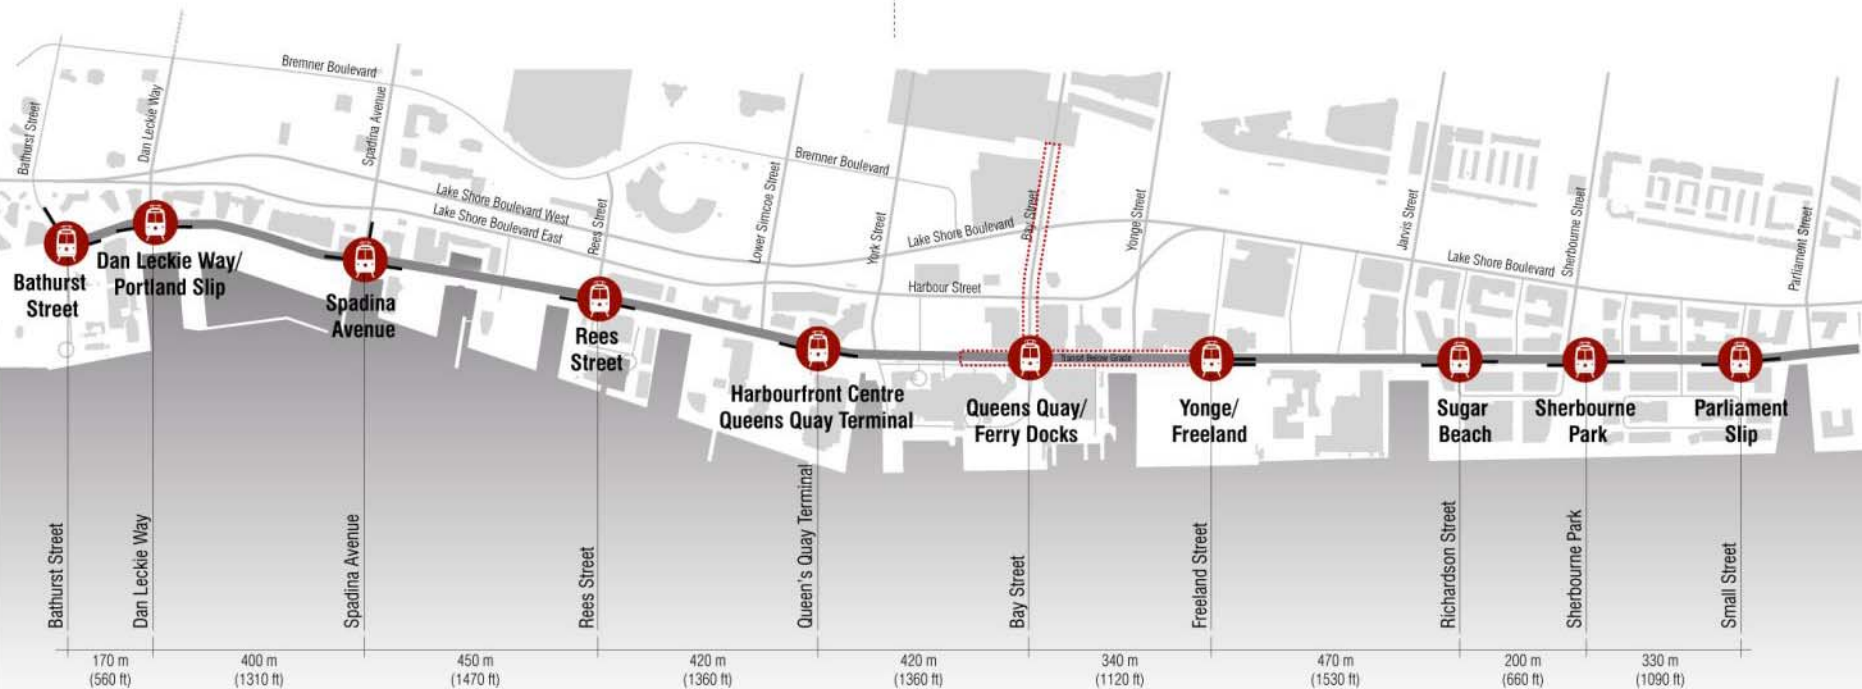 Bremner Boulevard
Bathurst Street
Dan Leckie Way
Spadina Avenue
Lake Shore Boulevard West
Lake Shore Boulevard East
Rees Street
Lower Simcoe Street
Bremner Boulevard
York Street
Lake Shore Boulevard
Harbour Street
Bay Street
Yonge Street
Jarvis Street
Lake Shore Boulevard
Sherbourne Street
Parliament Street
Transit Below Grade
Bathurst
Street
Dan Leckie Way/
Portland Slip
Spadina
Avenue
Rees
Street
Harbourfront Centre
Queens Quay Terminal
Queens Quay/
Ferry Docks
Yonge/
Freeland
Sugar
Beach
Sherbourne
Park
Parliament
Slip
Bathurst Street
Dan Leckie Way
Spadina Avenue
Rees Street
Queen's Quay Terminal
Bay Street
Freeland Street
Richardson Street
Sherbourne Park
Small Street
170 m
(560 ft)
400 m
(1310 ft)
450 m
(1470 ft)
420 m
(1360 ft)
420 m
(1360 ft)
340 m
(1120 ft)
470 m
(1530 ft)
200 m
(660 ft)
330 m
(1090 ft)